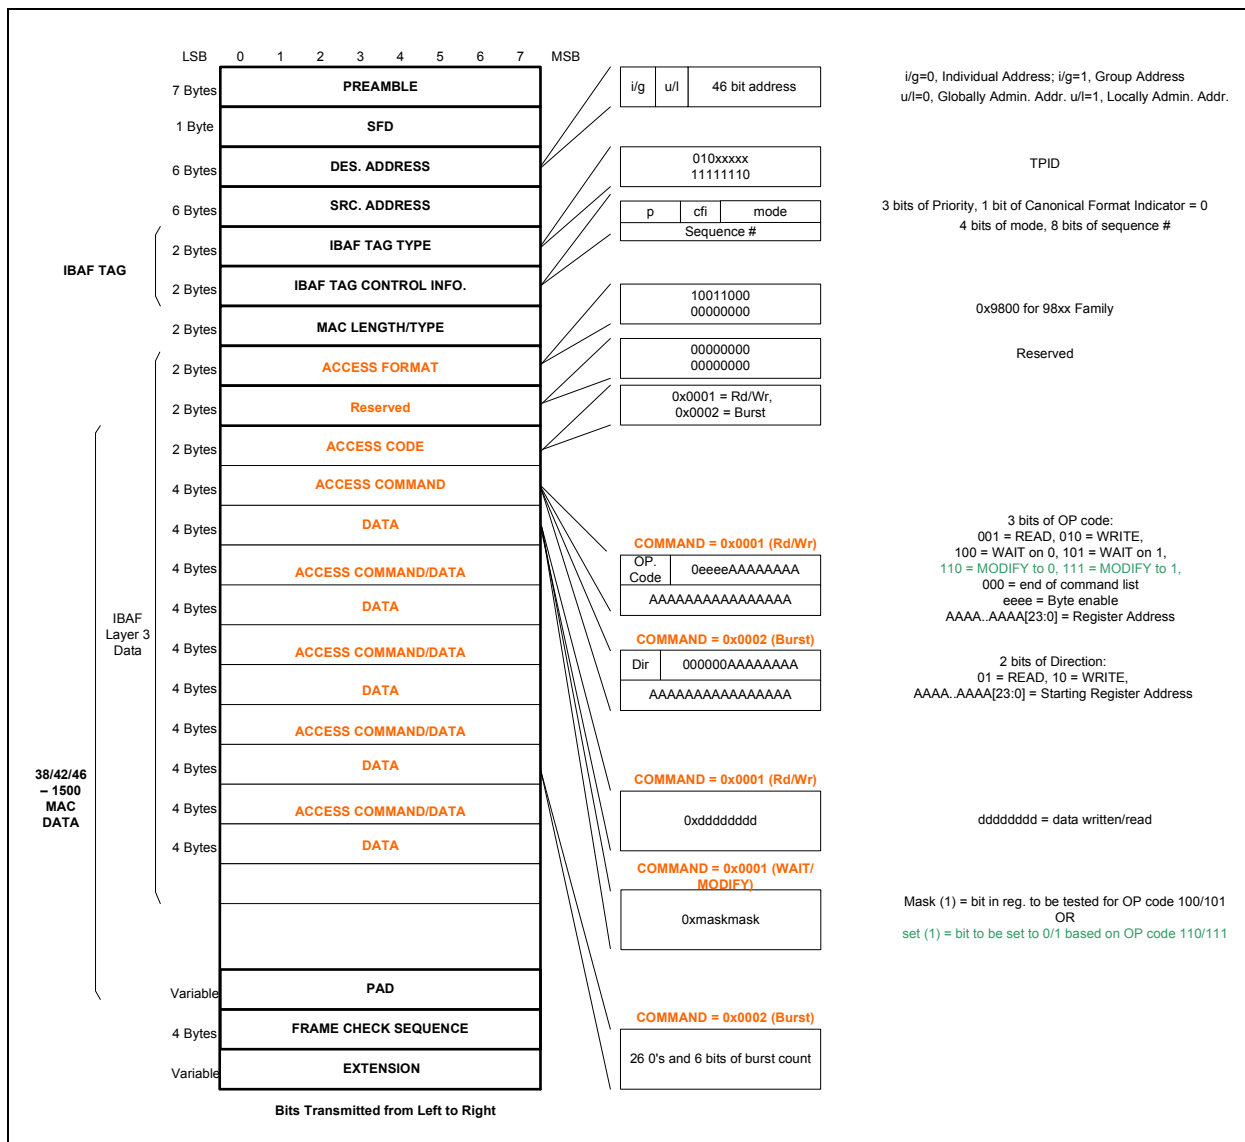 LSB 0 1 2 3 4 5 6 7 MSB
7 Bytes PREAMBLE
1 Byte SFD
6 Bytes DES. ADDRESS
6 Bytes SRC. ADDRESS
IBAF TAG
2 Bytes IBAF TAG TYPE
2 Bytes IBAF TAG CONTROL INFO.
2 Bytes MAC LENGTH/TYPE
2 Bytes ACCESS FORMAT
2 Bytes Reserved
2 Bytes ACCESS CODE
4 Bytes ACCESS COMMAND
4 Bytes DATA
4 Bytes ACCESS COMMAND/DATA
4 Bytes DATA
4 Bytes ACCESS COMMAND/DATA
4 Bytes DATA
4 Bytes ACCESS COMMAND/DATA
4 Bytes DATA
4 Bytes ACCESS COMMAND/DATA
4 Bytes DATA
IBAF
Layer 3
Data
38/42/46
– 1500
MAC
DATA
Variable PAD
4 Bytes FRAME CHECK SEQUENCE
Variable EXTENSION
Bits Transmitted from Left to Right
i/g u/l 46 bit address
i/g=0, Individual Address; i/g=1, Group Address
u/l=0, Globally Admin. Addr. u/l=1, Locally Admin. Addr.
010xxxxx
11111110
TPID
p cfi mode
Sequence #
3 bits of Priority, 1 bit of Canonical Format Indicator = 0
4 bits of mode, 8 bits of sequence #
10011000
00000000
0x9800 for 98xx Family
00000000
00000000
Reserved
0x0001 = Rd/Wr,
0x0002 = Burst
COMMAND = 0x0001 (Rd/Wr)
OP.
Code
0eeeeAAAAAAAA
AAAAAAAAAAAAAAAA
3 bits of OP code:
001 = READ, 010 = WRITE,
100 = WAIT on 0, 101 = WAIT on 1,
110 = MODIFY to 0, 111 = MODIFY to 1,
000 = end of command list
eeee = Byte enable
AAAA..AAAA[23:0] = Register Address
COMMAND = 0x0002 (Burst)
Dir 000000AAAAAAAA
AAAAAAAAAAAAAAAA
2 bits of Direction:
01 = READ, 10 = WRITE,
AAAA..AAAA[23:0] = Starting Register Address
COMMAND = 0x0001 (Rd/Wr)
0xdddddddd
dddddddd = data written/read
COMMAND = 0x0001 (WAIT/
MODIFY)
0xmaskmask
Mask (1) = bit in reg. to be tested for OP code 100/101
OR
set (1) = bit to be set to 0/1 based on OP code 110/111
COMMAND = 0x0002 (Burst)
26 0's and 6 bits of burst count